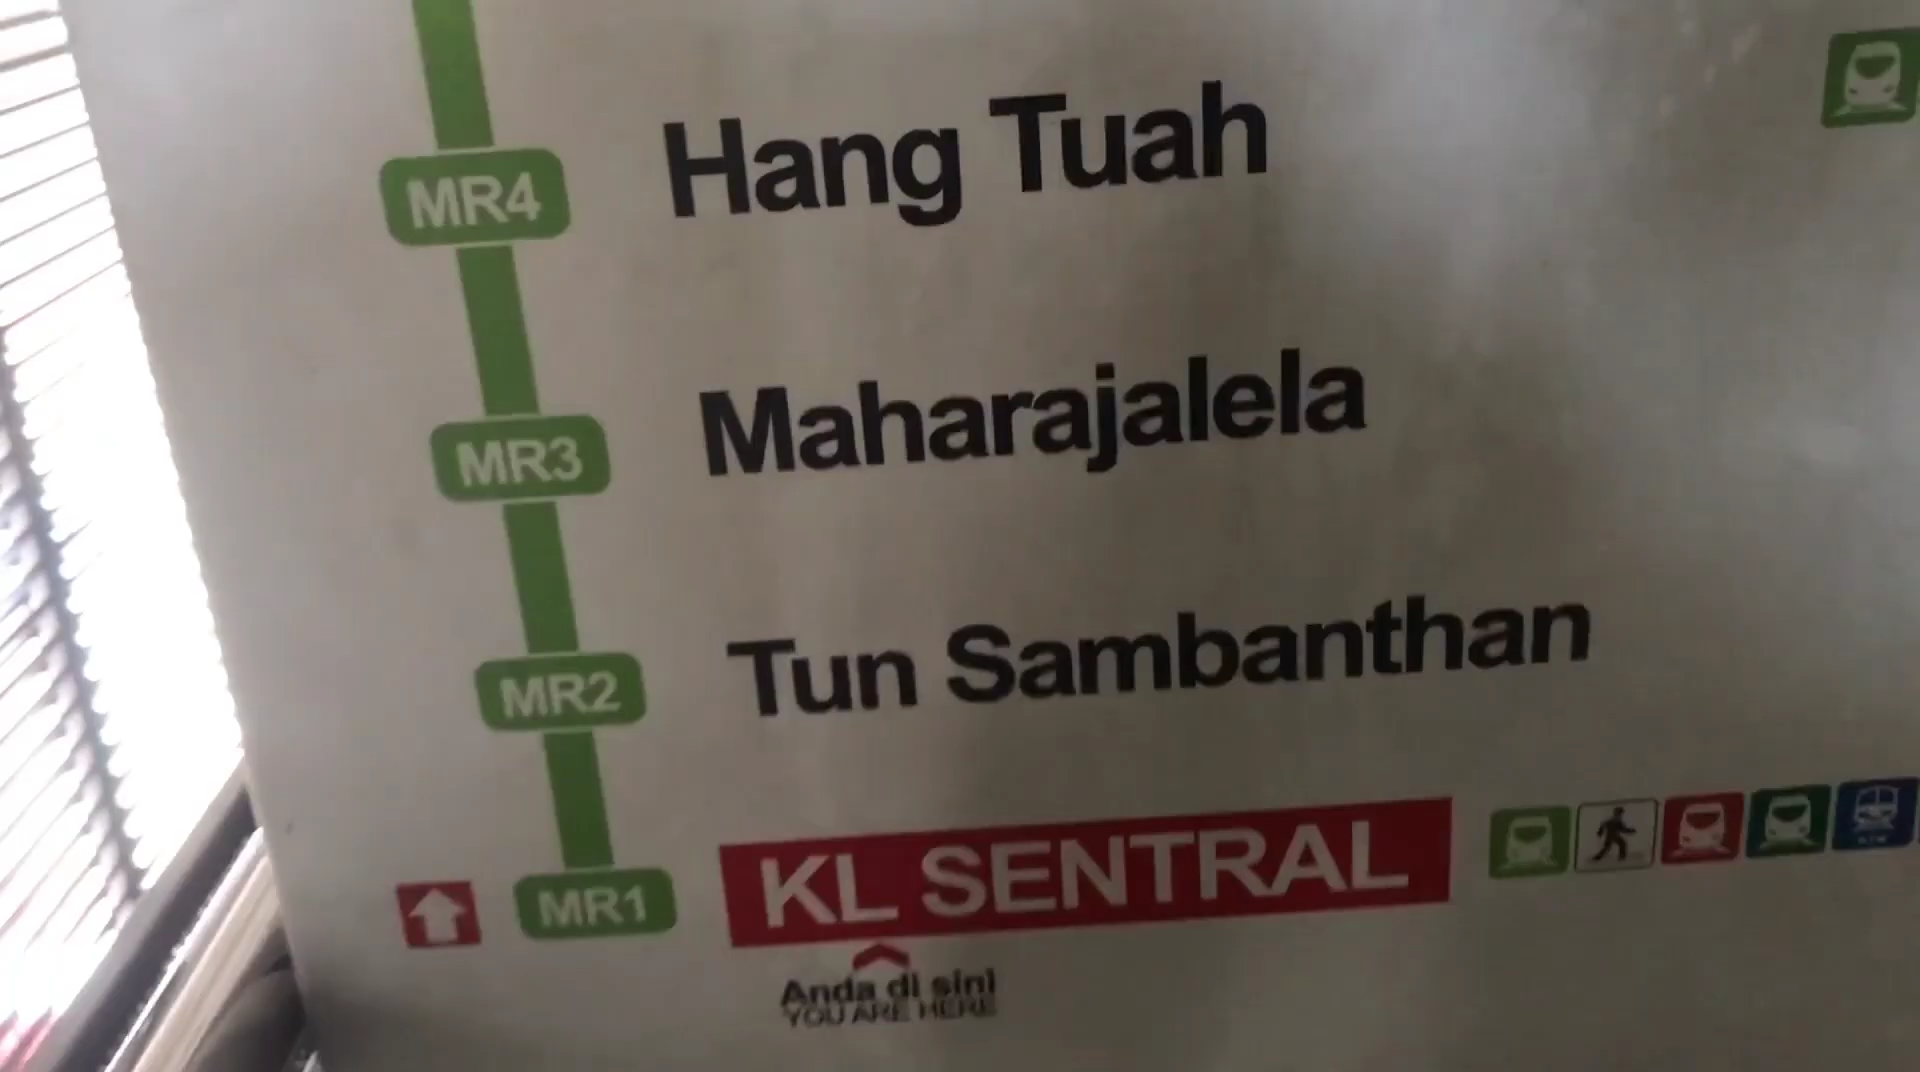 MR4 Hang Tuah
MR3 Maharajalela
MR2 Tun Sambanthan
MR1 KL SENTRAL
Anda di sini
YOU ARE HERE